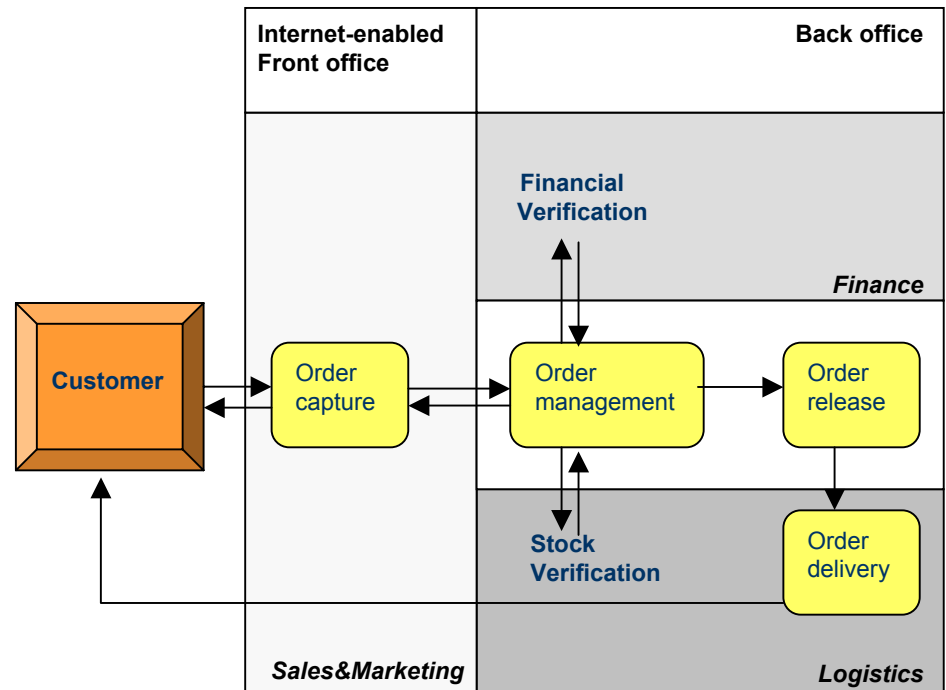 Internet-enabled
Front office
Back office
Financial
Verification
Finance
Customer
Order
capture
Order
management
Order
release
Stock
Verification
Order
delivery
Sales&Marketing
Logistics